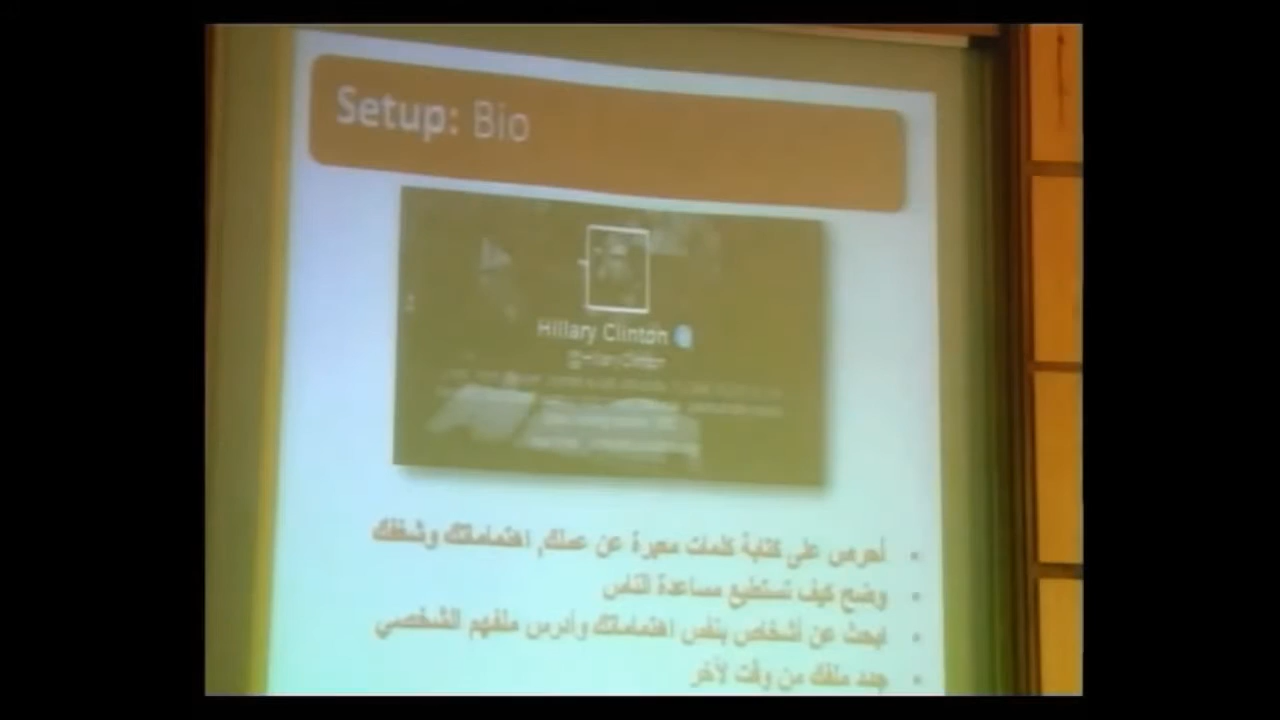 Setup: Bio
Hillary Clinton
@HillaryClinton
أحرص على كتابة كلمات معبرة عن عملك, اهتماماتك وشغفك
وضح كيف تستطيع مساعدة الناس
ابحث عن أشخاص بنفس اهتماماتك وأدرس ملفهم الشخصي
جدد ملفك من وقت لآخر